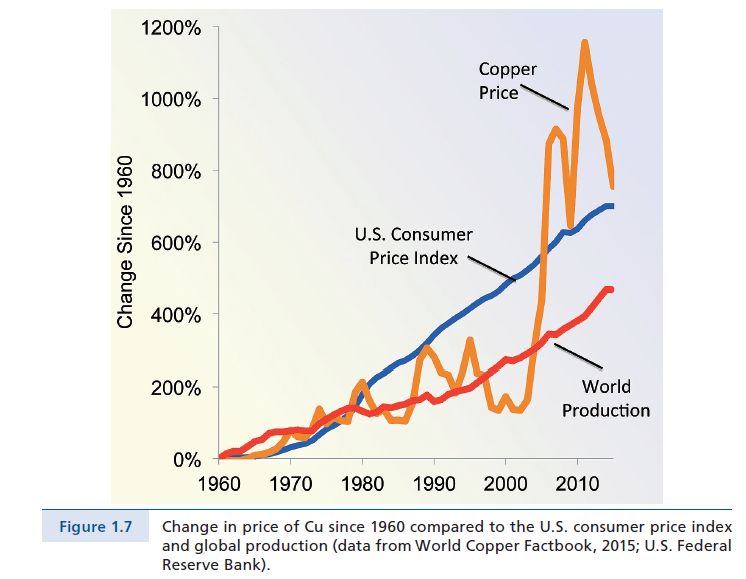 1200%
1000%
800%
600%
400%
200%
0%
Change Since 1960
Copper
Price
U.S. Consumer
Price Index
World
Production
1960 1970 1980 1990 2000 2010
Figure 1.7 Change in price of Cu since 1960 compared to the U.S. consumer price index
and global production (data from World Copper Factbook, 2015; U.S. Federal
Reserve Bank).